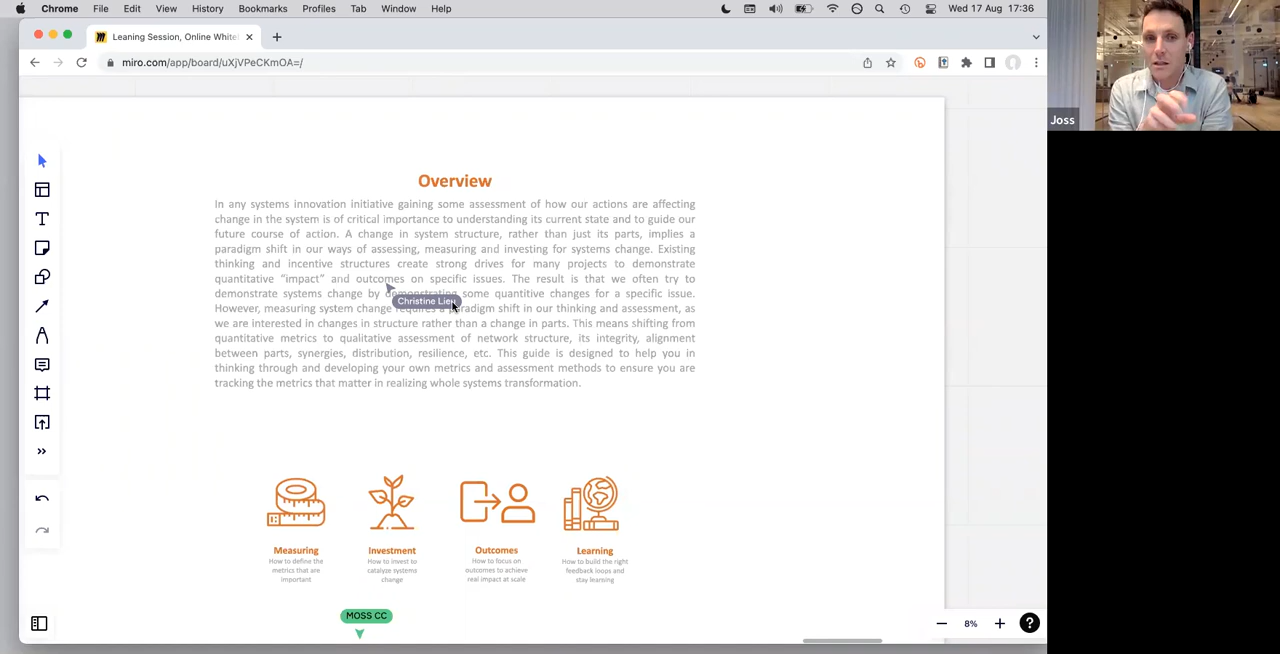 Chrome File Edit View History Bookmarks Profiles Tab Window Help Wed 17 Aug 17:36
Leaning Session, Online White
miro.com/app/board/uXjVPeCKmOA=/
Joss
Overview
In any systems innovation initiative gaining some assessment of how our actions are affecting
change in the system is of critical importance to understanding its current state and to guide our
future course of action. A change in system structure, rather than just its parts, implies a
paradigm shift in our ways of assessing, measuring and investing for systems change. Existing
thinking and incentive structures create strong drives for many projects to demonstrate
quantitative “impact” and outcomes on specific issues. The result is that we often try to
demonstrate systems change by demonstrating some quantitive changes for a specific issue.
Christine Lieu
However, measuring system change requires a paradigm shift in our thinking and assessment, as
we are interested in changes in structure rather than a change in parts. This means shifting from
quantitative metrics to qualitative assessment of network structure, its integrity, alignment
between parts, synergies, distribution, resilience, etc. This guide is designed to help you in
thinking through and developing your own metrics and assessment methods to ensure you are
tracking the metrics that matter in realizing whole systems transformation.
Measuring Investment Outcomes Learning
How to define the How to invest to How to focus on How to build the right
metrics that are catalyse systems outcomes to achieve feedback loops and
important change real impact at scale stay learning
MOSS CC
8%